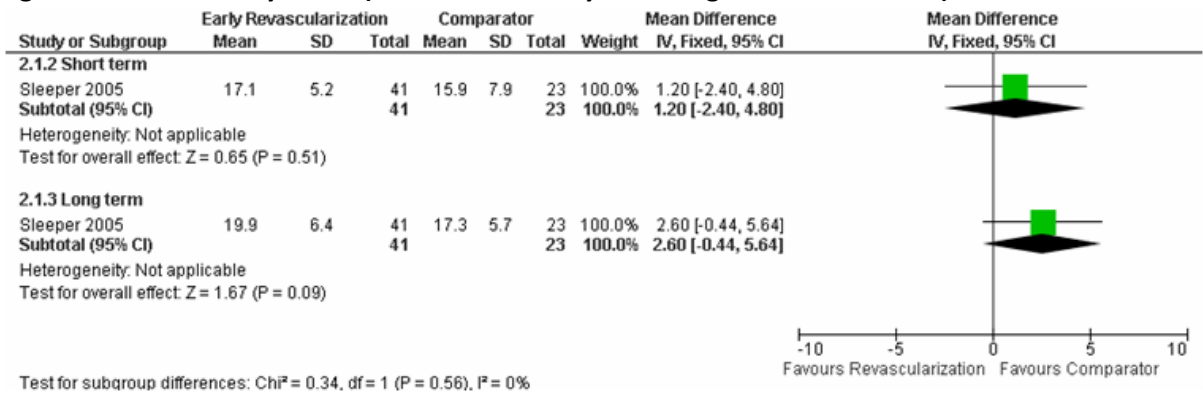 Early Revascularization Comparator Mean Difference Mean Difference
Study or Subgroup Mean SD Total Mean SD Total Weight IV, Fixed, 95% CI IV, Fixed, 95% CI
2.1.2 Short term
Sleeper 2005 17.1 5.2 41 15.9 7.9 23 100.0% 1.20 [-2.40, 4.80]
Subtotal (95% CI) 41 23 100.0% 1.20 [-2.40, 4.80]
Heterogeneity: Not applicable
Test for overall effect: Z = 0.65 (P = 0.51)
2.1.3 Long term
Sleeper 2005 19.9 6.4 41 17.3 5.7 23 100.0% 2.60 [-0.44, 5.64]
Subtotal (95% CI) 41 23 100.0% 2.60 [-0.44, 5.64]
Heterogeneity: Not applicable
Test for overall effect: Z = 1.67 (P = 0.09)
-10 -5 0 5 10
Favours Revascularization Favours Comparator
Test for subgroup differences: Chi² = 0.34, df = 1 (P = 0.56), I² = 0%